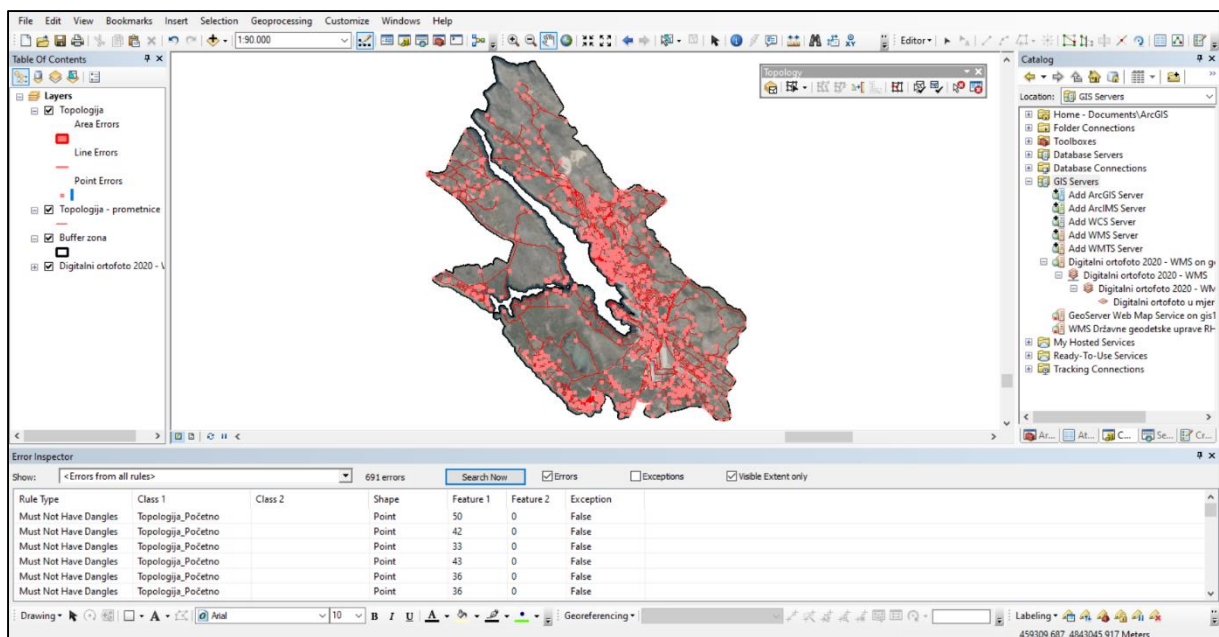 File Edit View Bookmarks Insert Selection Geoprocessing Customize Windows Help
1:90.000 Editor
Table Of Contents
Layers
Topologija
Area Errors
Line Errors
Point Errors
Topologija - prometnice
Buffer zona
Digitalni ortofoto 2020 - V
Topology
Catalog
Location: GIS Servers
Home - Documents\ArcGIS
Folder Connections
Toolboxes
Database Servers
Database Connections
GIS Servers
Add ArcGIS Server
Add ArcIMS Server
Add WCS Server
Add WMS Server
Add WMTS Server
Digitalni ortofoto 2020 - WMS on g
Digitalni ortofoto 2020 - WMS
Digitalni ortofoto 2020 - WM
Digitalni ortofoto u mjer
GeoServer Web Map Service on gis1
WMS Državne geodetske uprave RH
My Hosted Services
Ready-To-Use Services
Tracking Connections
Ar... At... C... Se... Cr...
Error Inspector
Show: <Errors from all rules> 691 errors Search Now Errors Exceptions Visible Extent only
Rule Type Class 1 Class 2 Shape Feature 1 Feature 2 Exception
Must Not Have Dangles Topologija_Početno Point 50 0 False
Must Not Have Dangles Topologija_Početno Point 42 0 False
Must Not Have Dangles Topologija_Početno Point 33 0 False
Must Not Have Dangles Topologija_Početno Point 43 0 False
Must Not Have Dangles Topologija_Početno Point 36 0 False
Must Not Have Dangles Topologija_Početno Point 36 0 False
Drawing A Arial 10 B I U A Georeferencing Labeling
459309,687 4843045,917 Meters